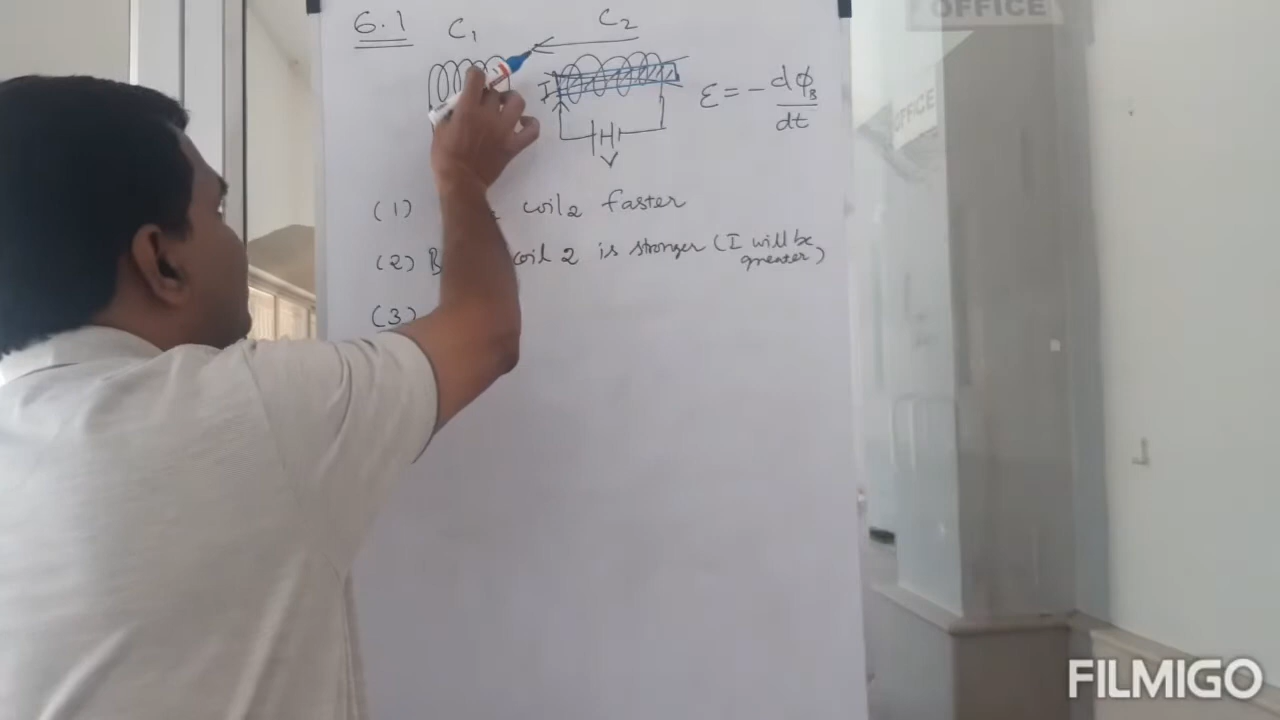 6.1 C₁ C₂
I
ε = - dϕ_B / dt
(1) coil₂ faster
(2) B coil 2 is stronger (I will be
greater)
(3)
OFFICE
OFFICE
FILMIGO